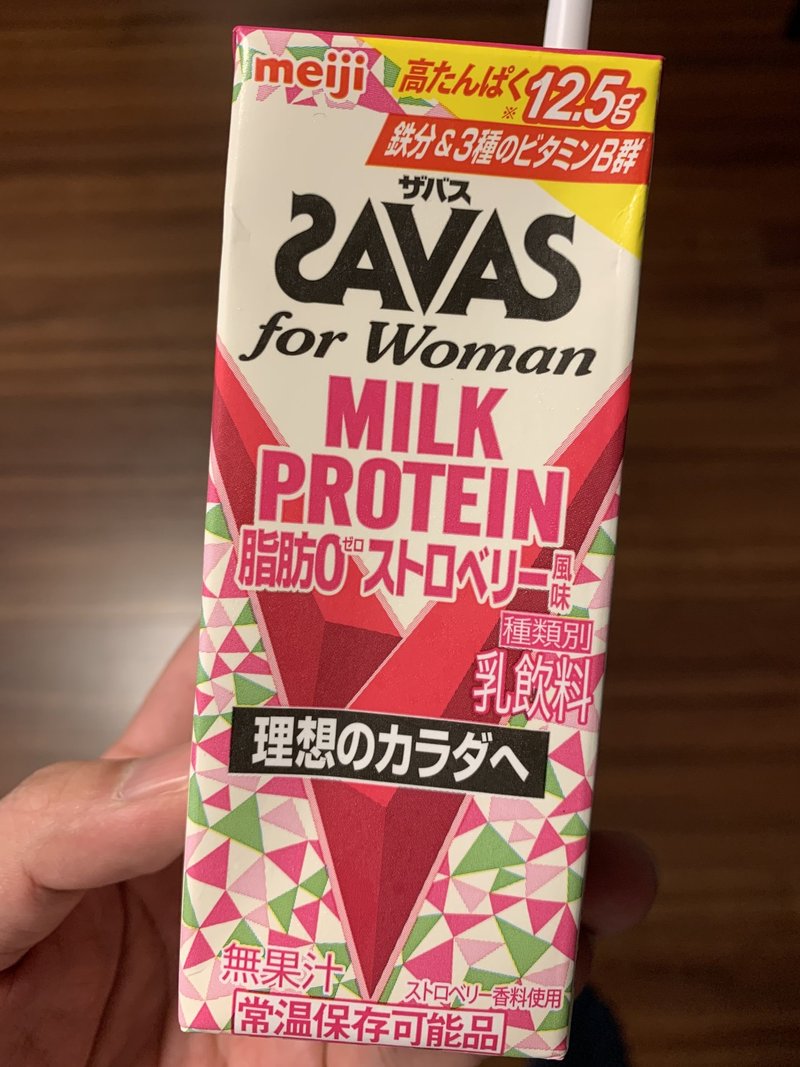 meiji
高たんぱく※12.5g
鉄分&3種のビタミンB群
ザバス
SAVAS
for Woman
MILK
PROTEIN
脂肪0ゼロ ストロベリー風味
種類別
乳飲料
理想のカラダへ
無果汁
ストロベリー香料使用
常温保存可能品